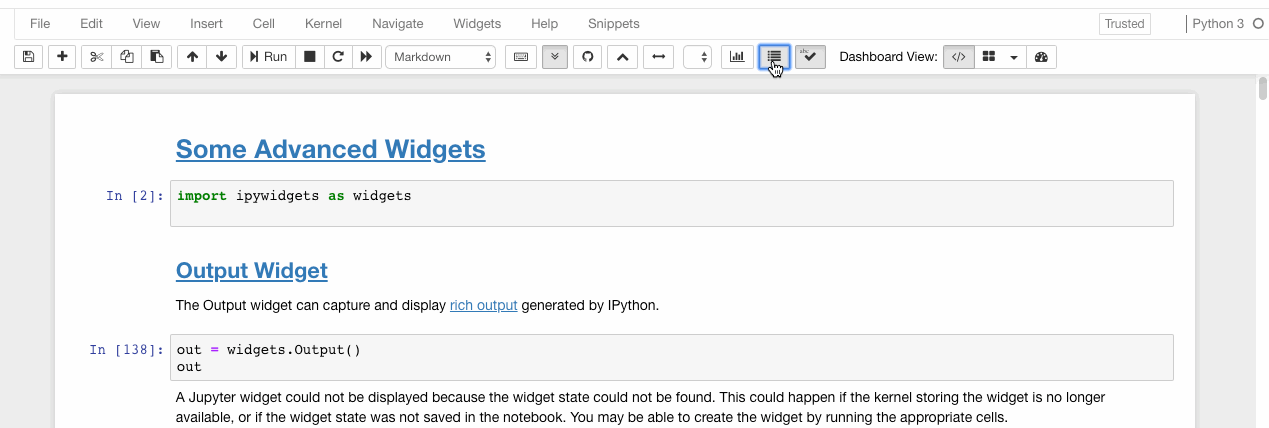 File Edit View Insert Cell Kernel Navigate Widgets Help Snippets Trusted Python 3
Run Markdown abc Dashboard View: </>
Some Advanced Widgets
In [2]: import ipywidgets as widgets
Output Widget
The Output widget can capture and display rich output generated by IPython.
In [138]: out = widgets.Output()
out
A Jupyter widget could not be displayed because the widget state could not be found. This could happen if the kernel storing the widget is no longer
available, or if the widget state was not saved in the notebook. You may be able to create the widget by running the appropriate cells.